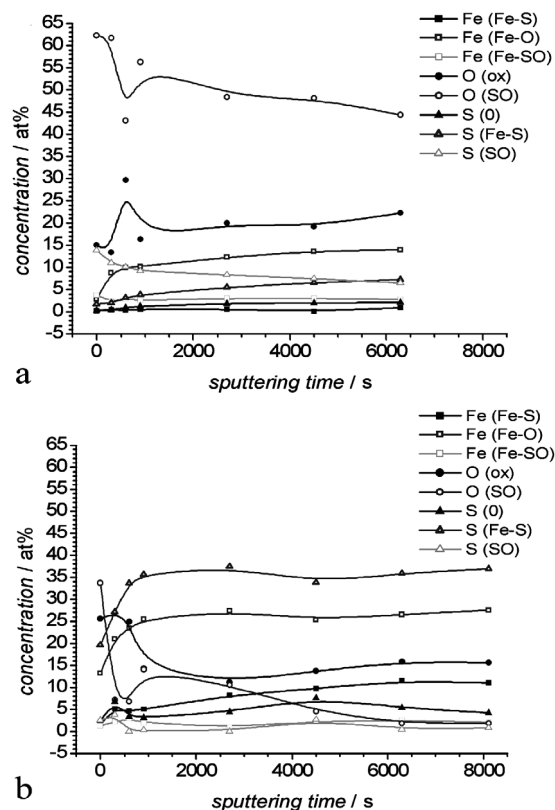 65
60
55
50
45
40
35
30
25
20
15
10
5
0
-5
concentration / at%
0
2000
4000
6000
8000
sputtering time / s
Fe (Fe-S)
Fe (Fe-O)
Fe (Fe-SO)
O (ox)
O (SO)
S (0)
S (Fe-S)
S (SO)
a
65
60
55
50
45
40
35
30
25
20
15
10
5
0
-5
concentration / at%
0
2000
4000
6000
8000
sputtering time / s
Fe (Fe-S)
Fe (Fe-O)
Fe (Fe-SO)
O (ox)
O (SO)
S (0)
S (Fe-S)
S (SO)
b